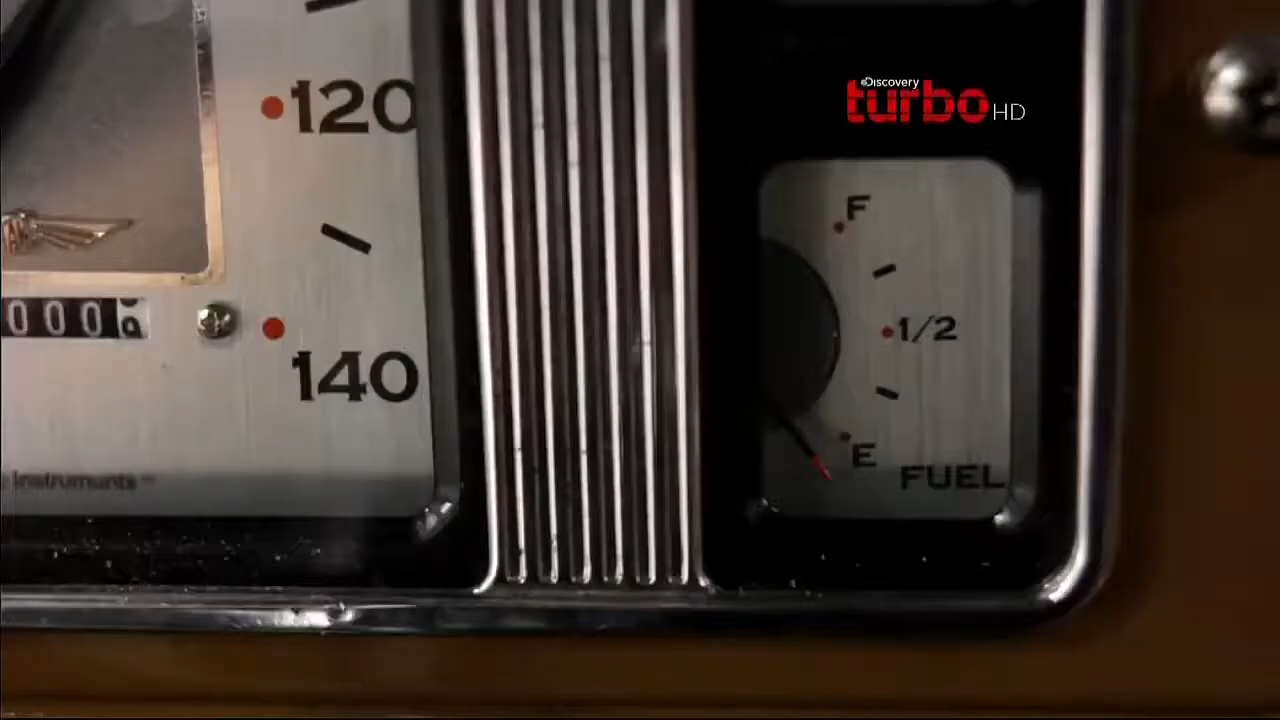 120
Discovery
turbo HD
F
1/2
000
140
E
FUEL
Instruments